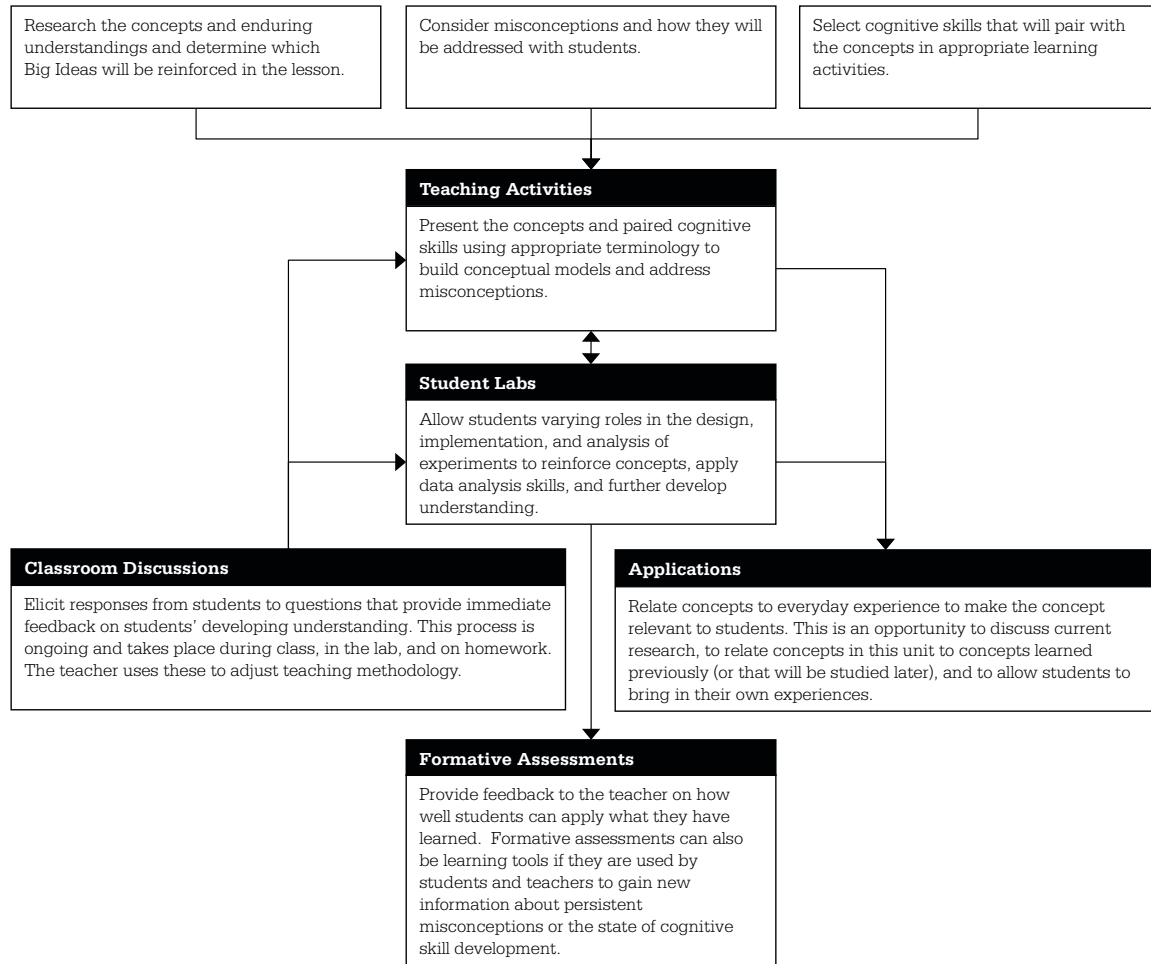 Research the concepts and enduring
understandings and determine which
Big Ideas will be reinforced in the lesson.
Consider misconceptions and how they will
be addressed with students.
Select cognitive skills that will pair with
the concepts in appropriate learning
activities.
Teaching Activities
Present the concepts and paired cognitive
skills using appropriate terminology to
build conceptual models and address
misconceptions.
Student Labs
Allow students varying roles in the design,
implementation, and analysis of
experiments to reinforce concepts, apply
data analysis skills, and further develop
understanding.
Classroom Discussions
Elicit responses from students to questions that provide immediate
feedback on students’ developing understanding. This process is
ongoing and takes place during class, in the lab, and on homework.
The teacher uses these to adjust teaching methodology.
Applications
Relate concepts to everyday experience to make the concept
relevant to students. This is an opportunity to discuss current
research, to relate concepts in this unit to concepts learned
previously (or that will be studied later), and to allow students to
bring in their own experiences.
Formative Assessments
Provide feedback to the teacher on how
well students can apply what they have
learned.  Formative assessments can also
be learning tools if they are used by
students and teachers to gain new
information about persistent
misconceptions or the state of cognitive
skill development.